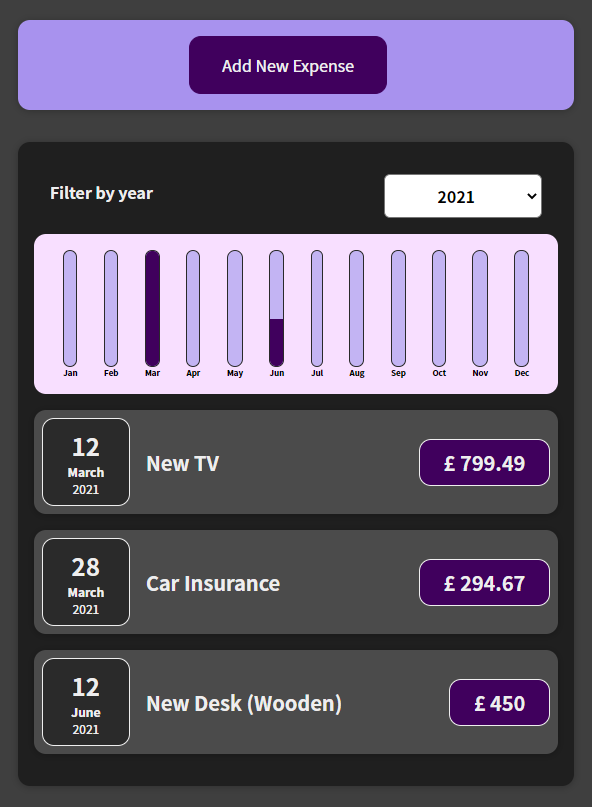 Add New Expense
Filter by year
2021
Jan Feb Mar Apr May Jun Jul Aug Sep Oct Nov Dec
12
March
2021
New TV
£ 799.49
28
March
2021
Car Insurance
£ 294.67
12
June
2021
New Desk (Wooden)
£ 450